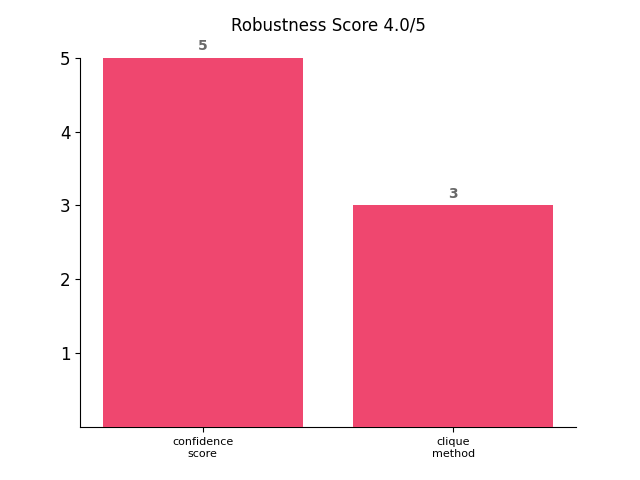 Robustness Score 4.0/5
5
3
5
4
3
2
1
confidence
score
clique
method